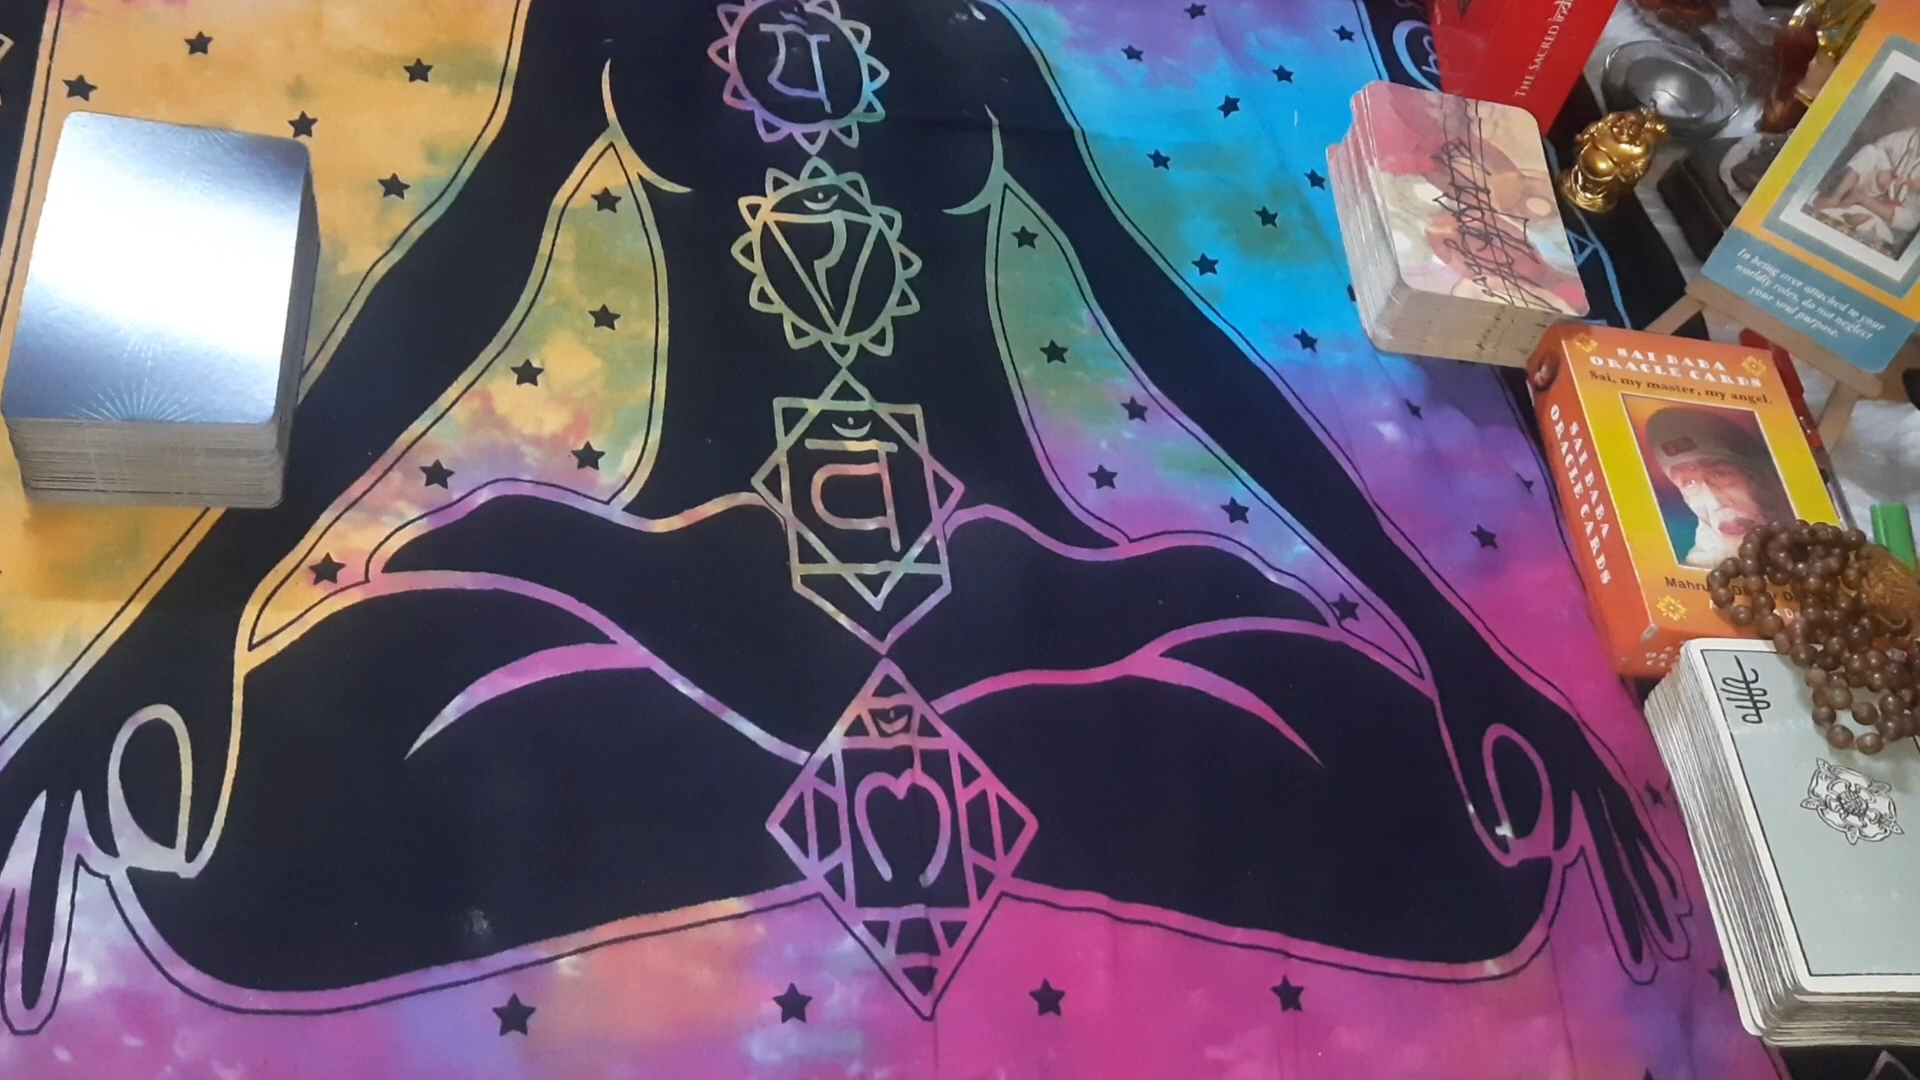 यं
THE SACRED
रं
In being over attached to your
worldly roles, do not neglect
your soul purpose.
SAI BABA
ORACLE CARDS
Sai, my master, my angel.
SAI BABA
ORACLE CARDS
वं